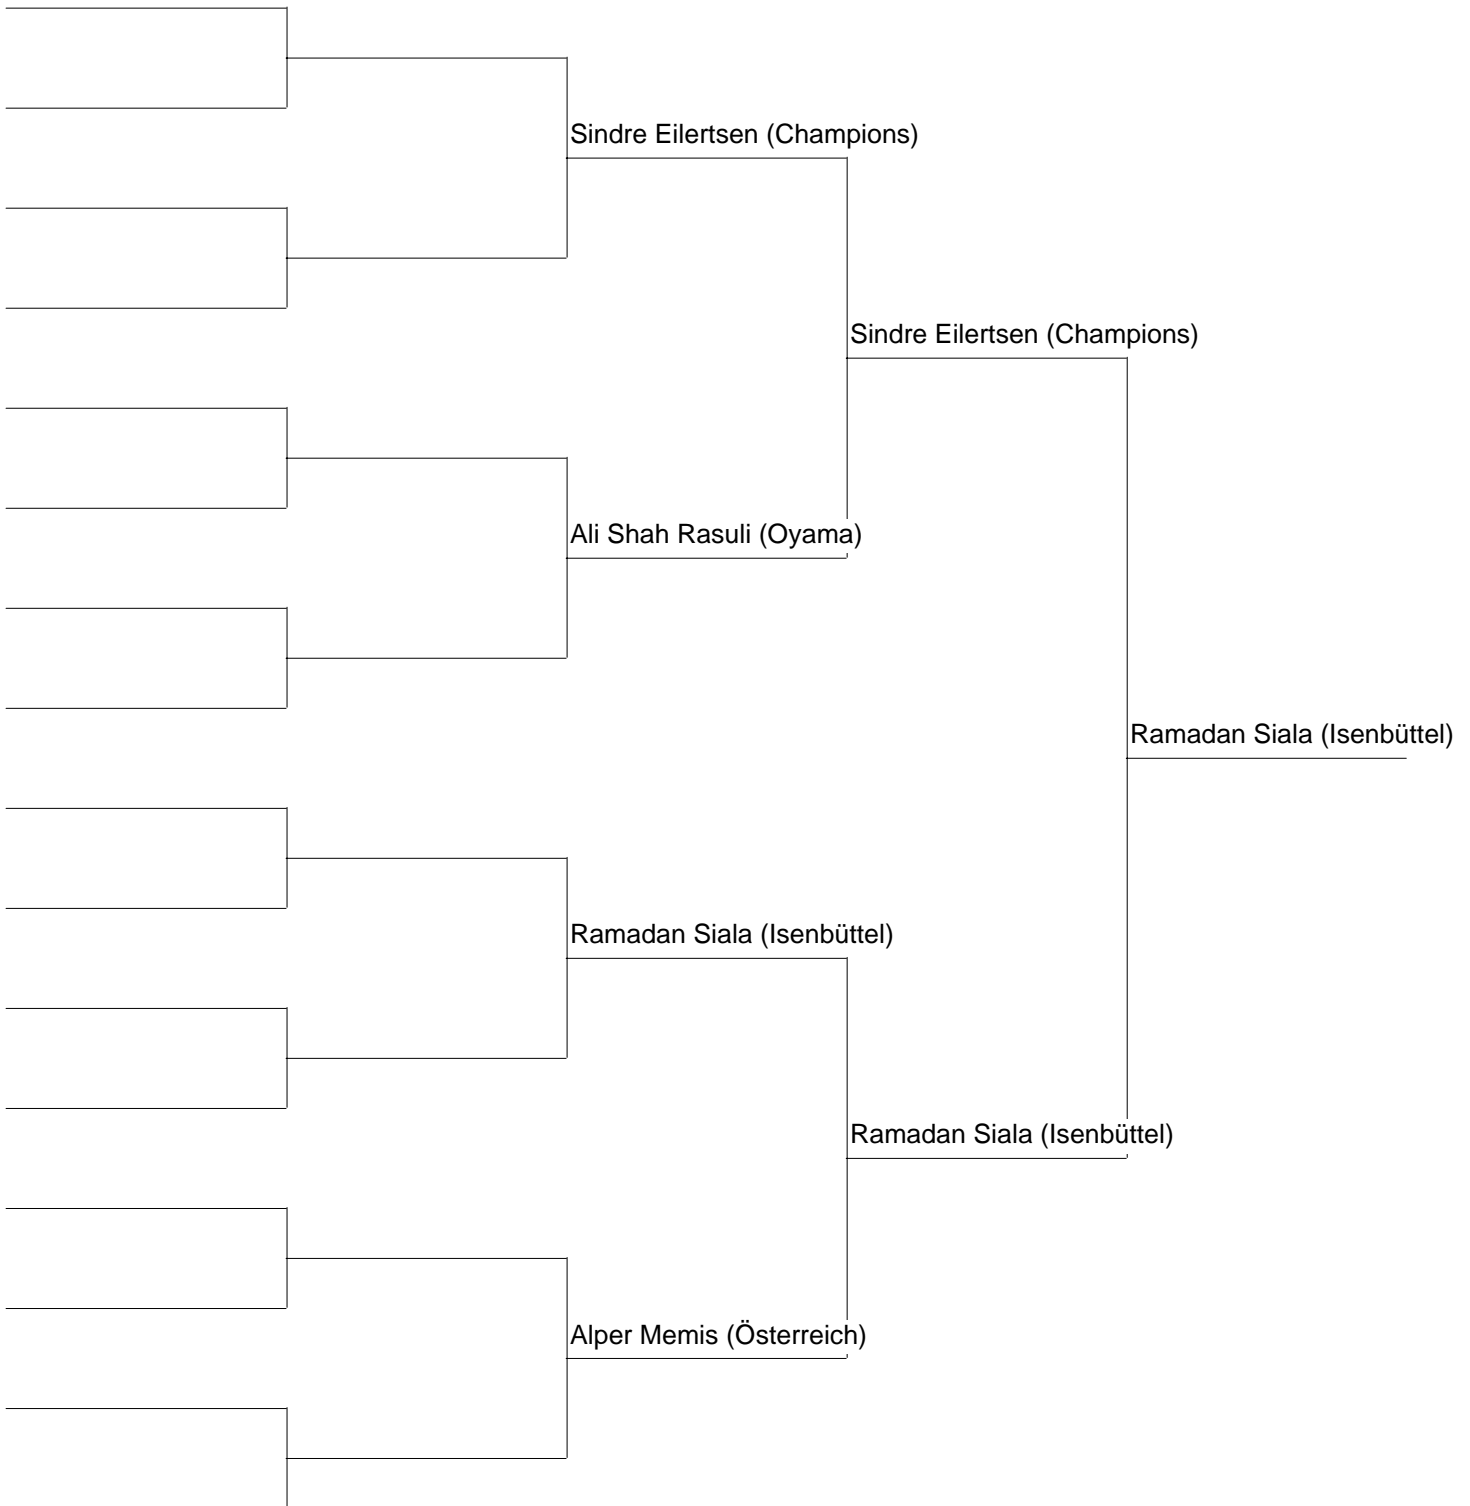 Sindre Eilertsen (Champions)
Sindre Eilertsen (Champions)
Ali Shah Rasuli (Oyama)
Ramadan Siala (Isenbüttel)
Ramadan Siala (Isenbüttel)
Ramadan Siala (Isenbüttel)
Alper Memis (Österreich)